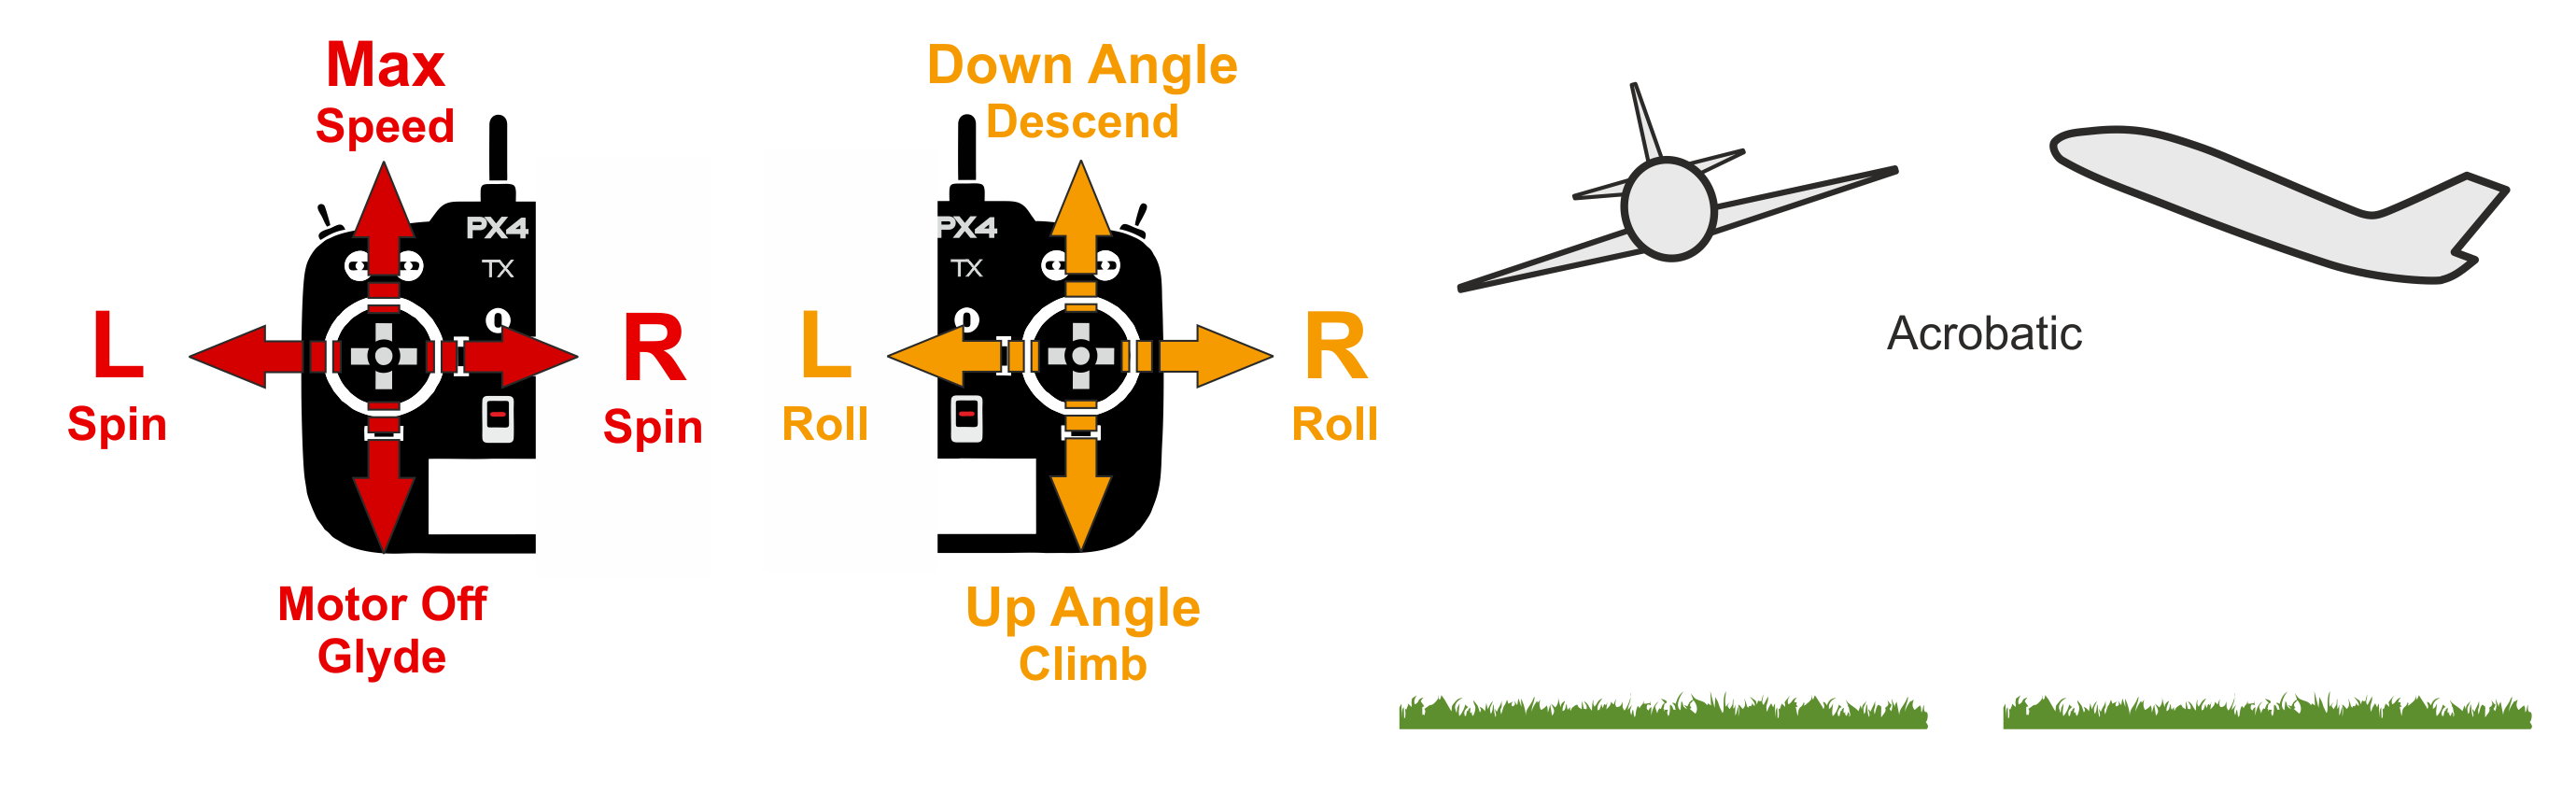 Max
Speed
PX4
TX
L
Spin
R
Spin
Motor Off
Glyde
Down Angle
Descend
PX4
TX
L
Roll
R
Roll
Up Angle
Climb
Acrobatic